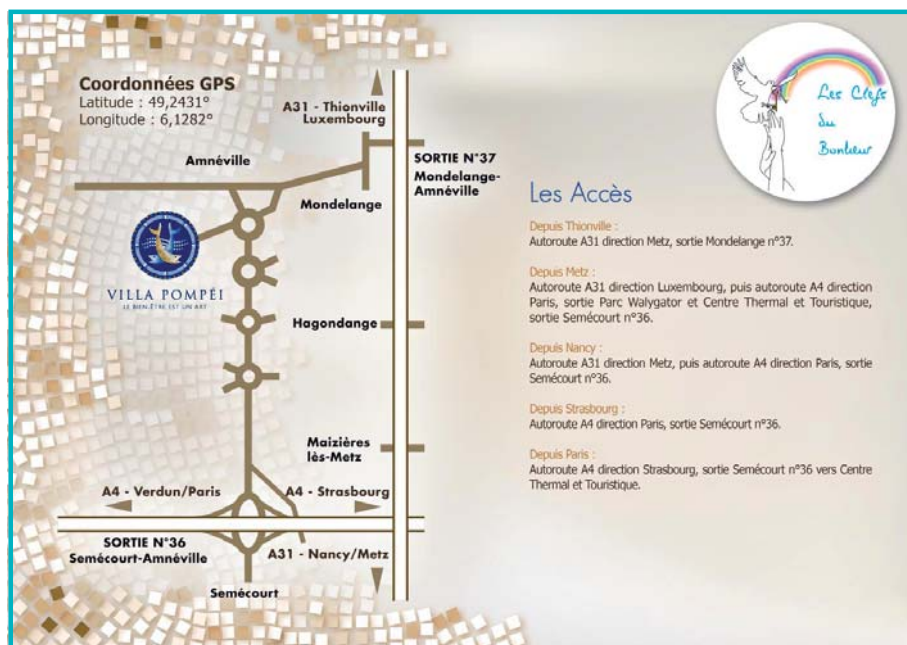 Coordonnées GPS
Latitude : 49,2431°
Longitude : 6,1282°
A31 - Thionville
Luxembourg
Amnéville
SORTIE N°37
Mondelange-
Amnéville
Mondelange
VILLA POMPÉI
LE BIEN-ÊTRE EST UN ART
Hagondange
Maizières
lès-Metz
A4 - Verdun/Paris
A4 - Strasbourg
SORTIE N°36
Semécourt-Amnéville
A31 - Nancy/Metz
Semécourt
Les Clefs
du
Bonheur
Les Accès
Depuis Thionville :
Autoroute A31 direction Metz, sortie Mondelange n°37.
Depuis Metz :
Autoroute A31 direction Luxembourg, puis autoroute A4 direction
Paris, sortie Parc Walygator et Centre Thermal et Touristique,
sortie Semécourt n°36.
Depuis Nancy :
Autoroute A31 direction Metz, puis autoroute A4 direction Paris, sortie
Semécourt n°36.
Depuis Strasbourg :
Autoroute A4 direction Paris, sortie Semécourt n°36.
Depuis Paris :
Autoroute A4 direction Strasbourg, sortie Semécourt n°36 vers Centre
Thermal et Touristique.